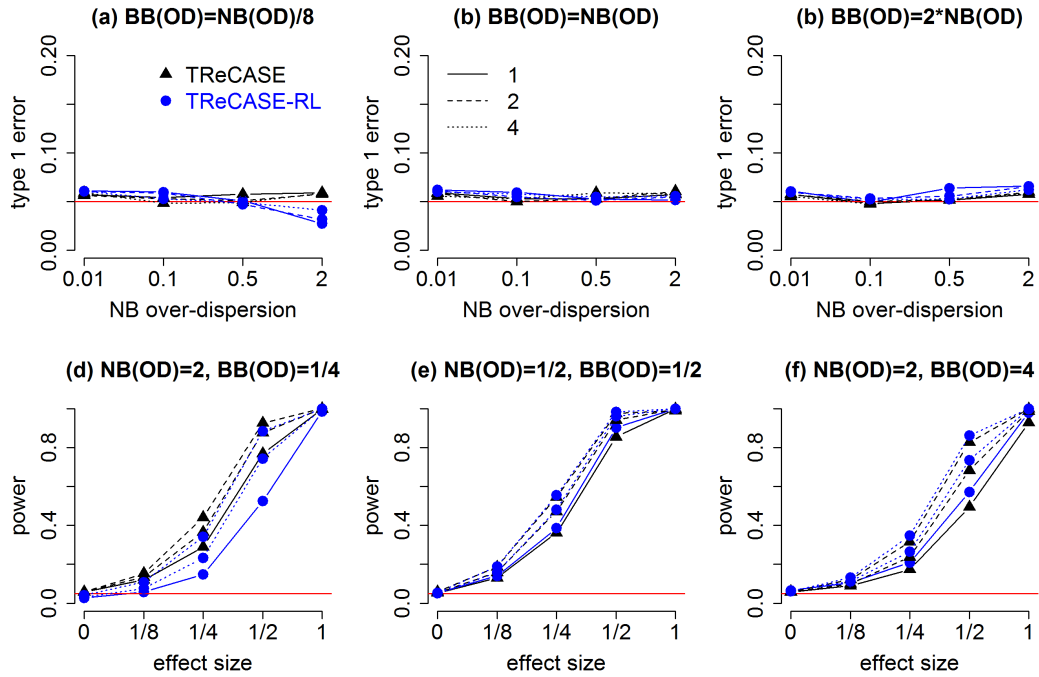 (a) BB(OD)=NB(OD)/8
(b) BB(OD)=NB(OD)
(b) BB(OD)=2*NB(OD)
type 1 error
0.00 0.10 0.20
TReCASE
TReCASE-RL
0.01 0.1 0.5 2
NB over-dispersion
type 1 error
0.00 0.10 0.20
1
2
4
0.01 0.1 0.5 2
NB over-dispersion
type 1 error
0.00 0.10 0.20
0.01 0.1 0.5 2
NB over-dispersion
(d) NB(OD)=2, BB(OD)=1/4
(e) NB(OD)=1/2, BB(OD)=1/2
(f) NB(OD)=2, BB(OD)=4
power
0.0 0.4 0.8
0 1/8 1/4 1/2 1
effect size
power
0.0 0.4 0.8
0 1/8 1/4 1/2 1
effect size
power
0.0 0.4 0.8
0 1/8 1/4 1/2 1
effect size